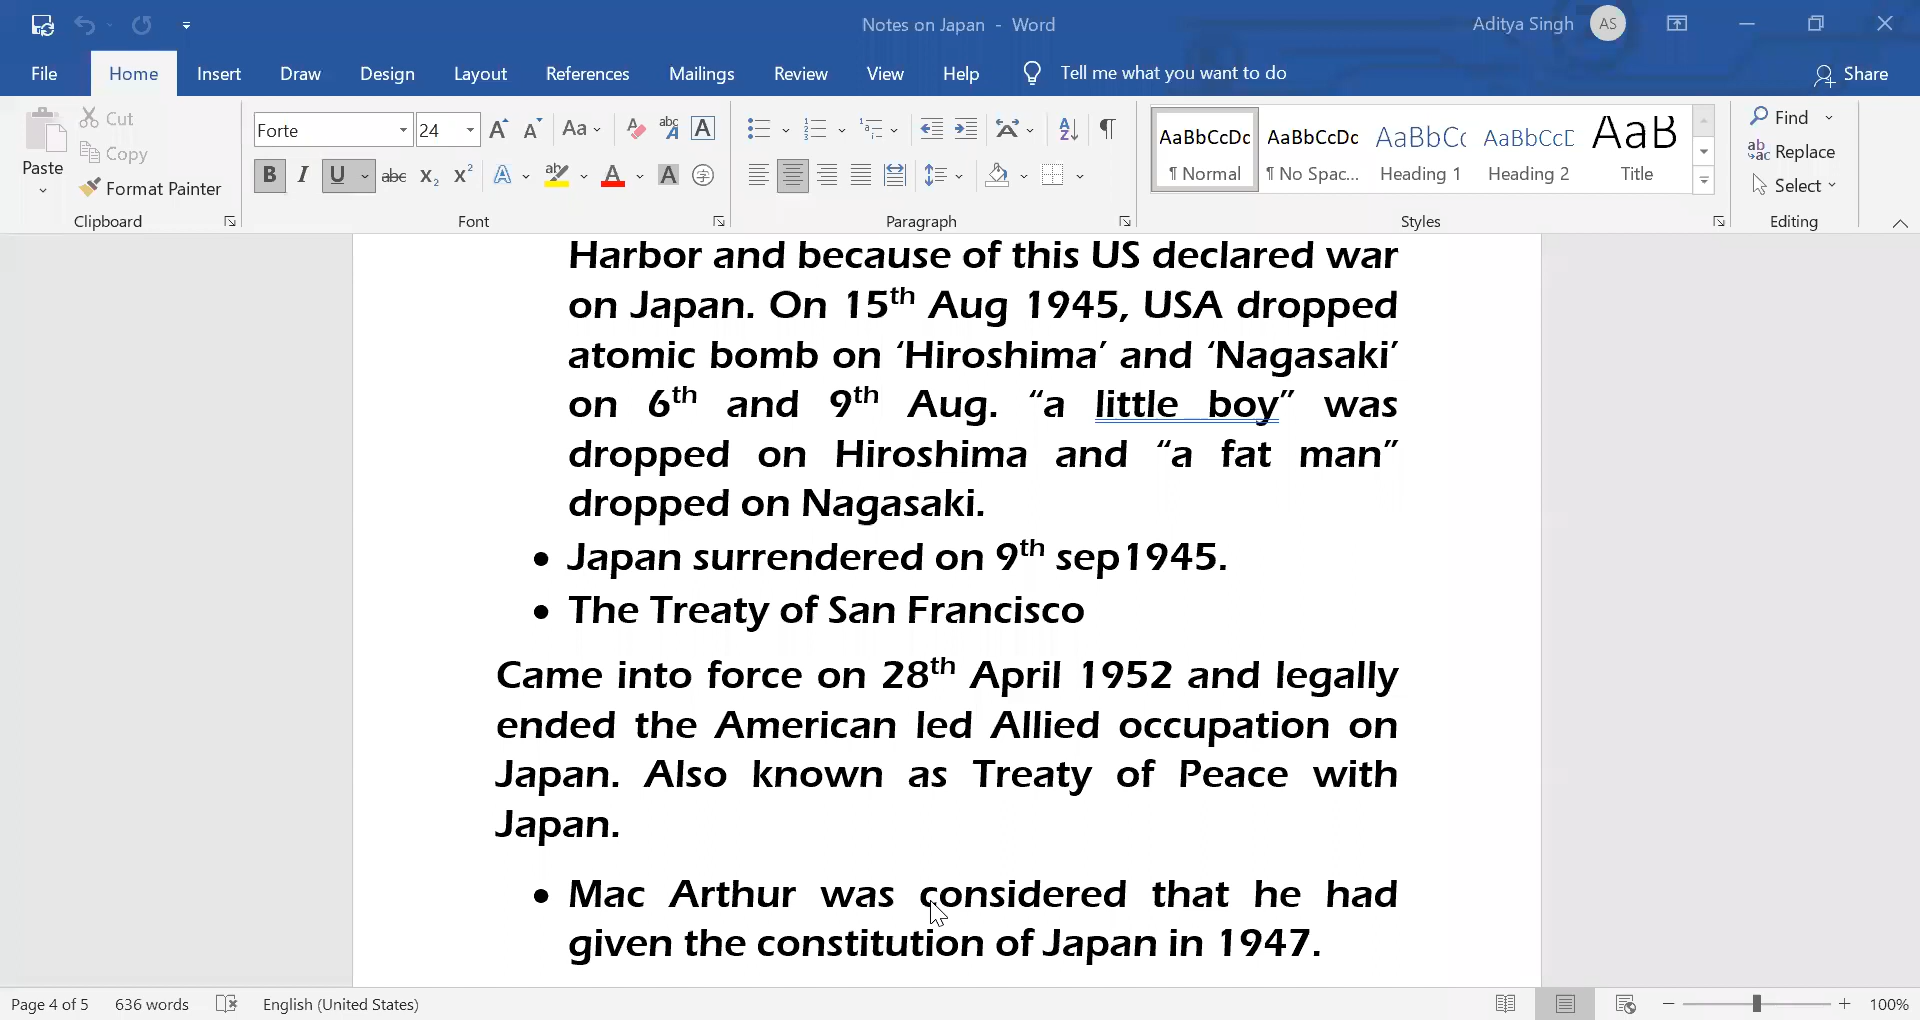 Notes on Japan - Word
Aditya Singh AS
File Home Insert Draw Design Layout References Mailings Review View Help Tell me what you want to do Share
Paste
Cut
Copy
Format Painter
Clipboard
Forte 24
Aa
abc A A
B I U abc X₂ X² A A A 字
Font
Paragraph
AaBbCcDc AaBbCcDc AaBbCc AaBbCcD AaB
¶ Normal ¶ No Spac... Heading 1 Heading 2 Title
Styles
Find
Replace
Select
Editing
Harbor and because of this US declared war
on Japan. On 15th Aug 1945, USA dropped
atomic bomb on ‘Hiroshima’ and ‘Nagasaki’
on 6th and 9th Aug. “a little boy” was
dropped on Hiroshima and “a fat man”
dropped on Nagasaki.
• Japan surrendered on 9th sep1945.
• The Treaty of San Francisco
Came into force on 28th April 1952 and legally
ended the American led Allied occupation on
Japan. Also known as Treaty of Peace with
Japan.
• Mac Arthur was considered that he had
given the constitution of Japan in 1947.
Page 4 of 5 636 words English (United States) 100%